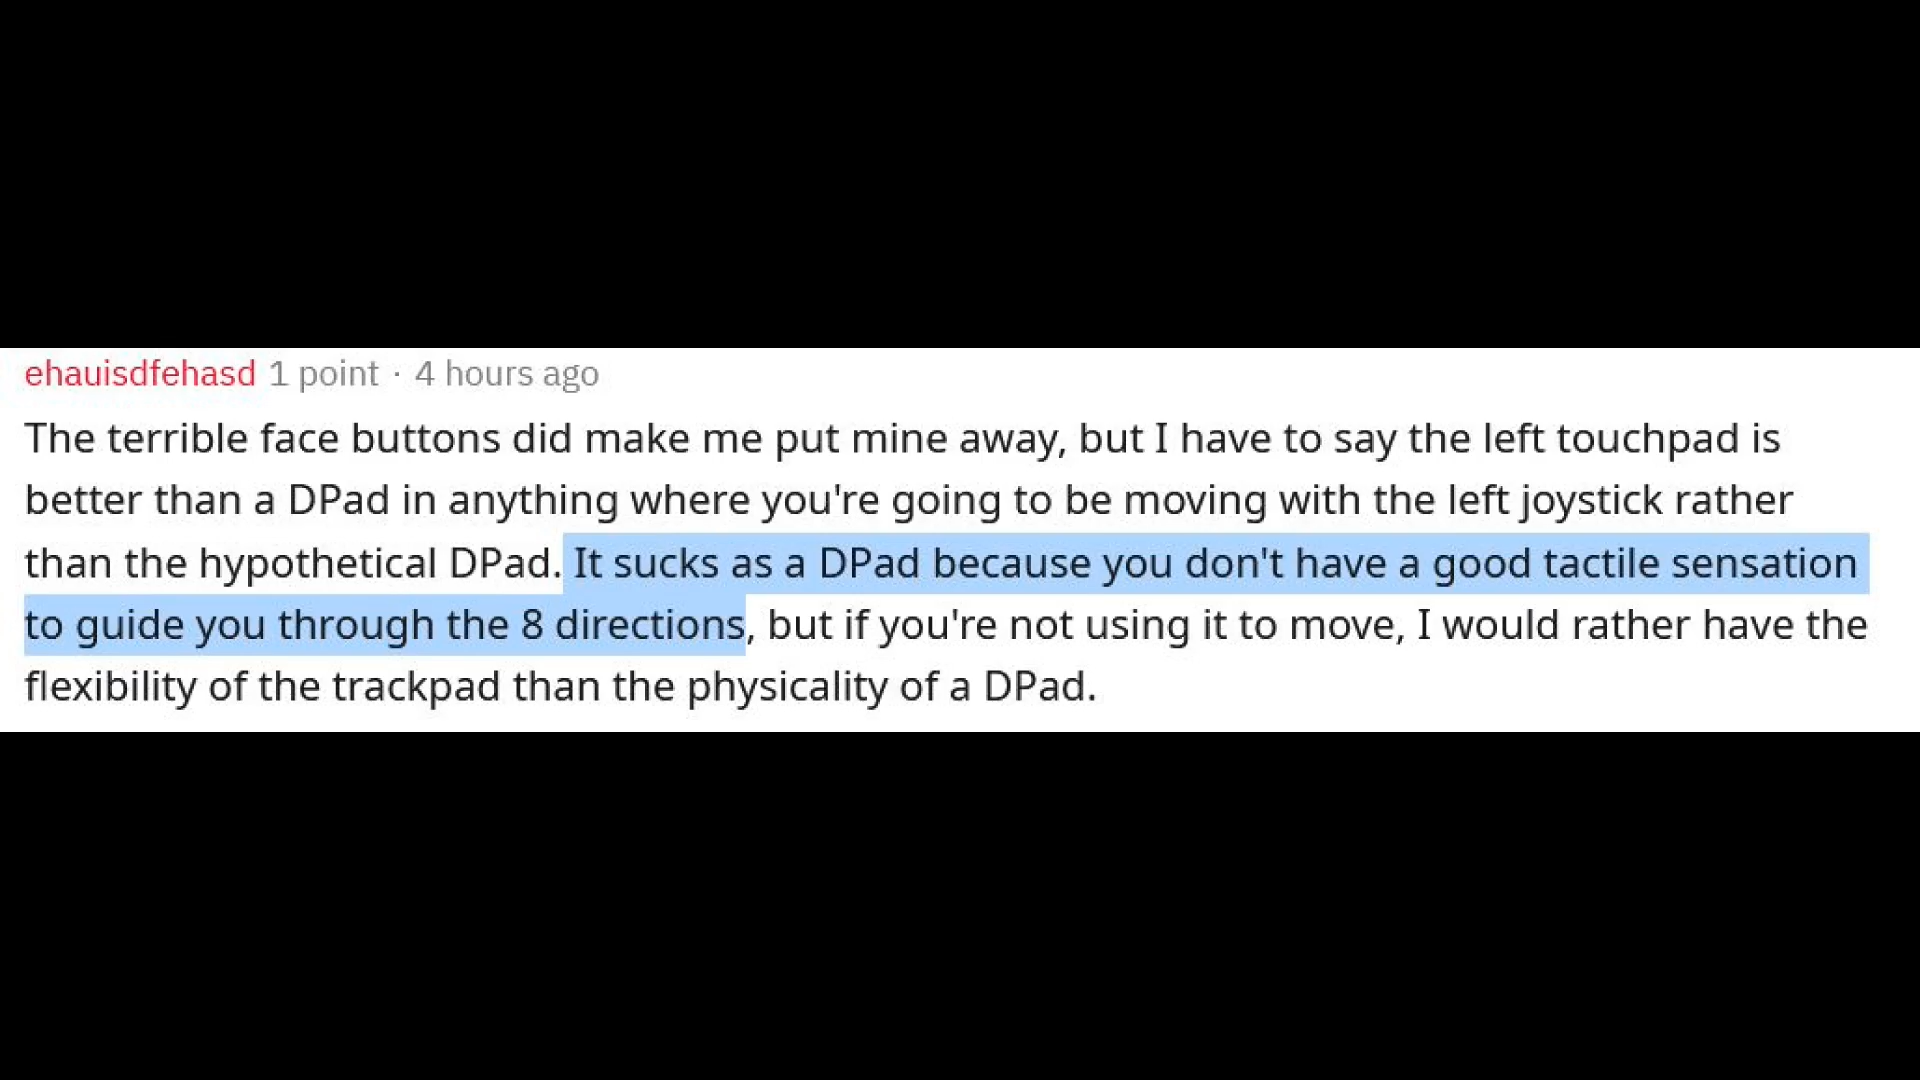 ehauisdfehasd 1 point · 4 hours ago
The terrible face buttons did make me put mine away, but I have to say the left touchpad is
better than a DPad in anything where you're going to be moving with the left joystick rather
than the hypothetical DPad. It sucks as a DPad because you don't have a good tactile sensation
to guide you through the 8 directions, but if you're not using it to move, I would rather have the
flexibility of the trackpad than the physicality of a DPad.